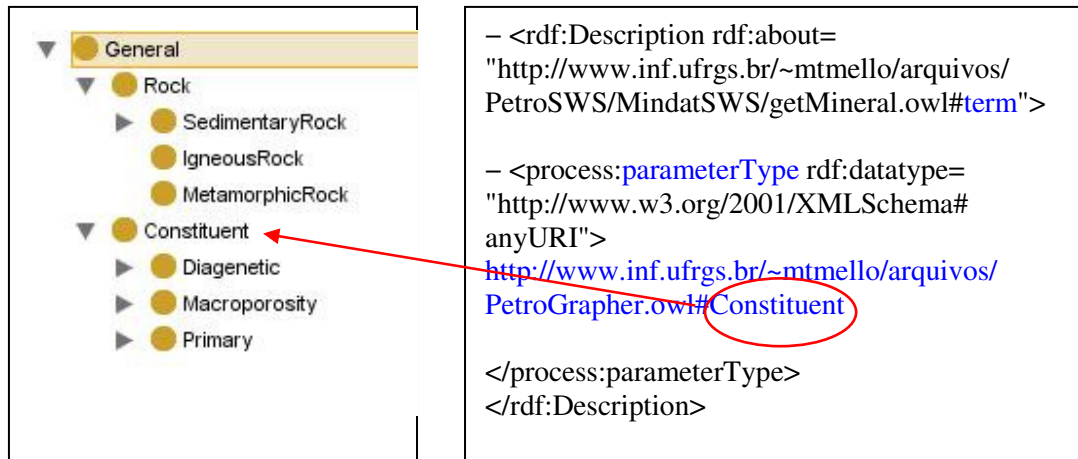 General
Rock
SedimentaryRock
IgneousRock
MetamorphicRock
Constituent
Diagenetic
Macroporosity
Primary
– <rdf:Description rdf:about=
"http://www.inf.ufrgs.br/~mtmello/arquivos/
PetroSWS/MindatSWS/getMineral.owl#term">
– <process:parameterType rdf:datatype=
"http://www.w3.org/2001/XMLSchema#
anyURI">
http://www.inf.ufrgs.br/~mtmello/arquivos/
PetroGrapher.owl#Constituent
</process:parameterType>
</rdf:Description>